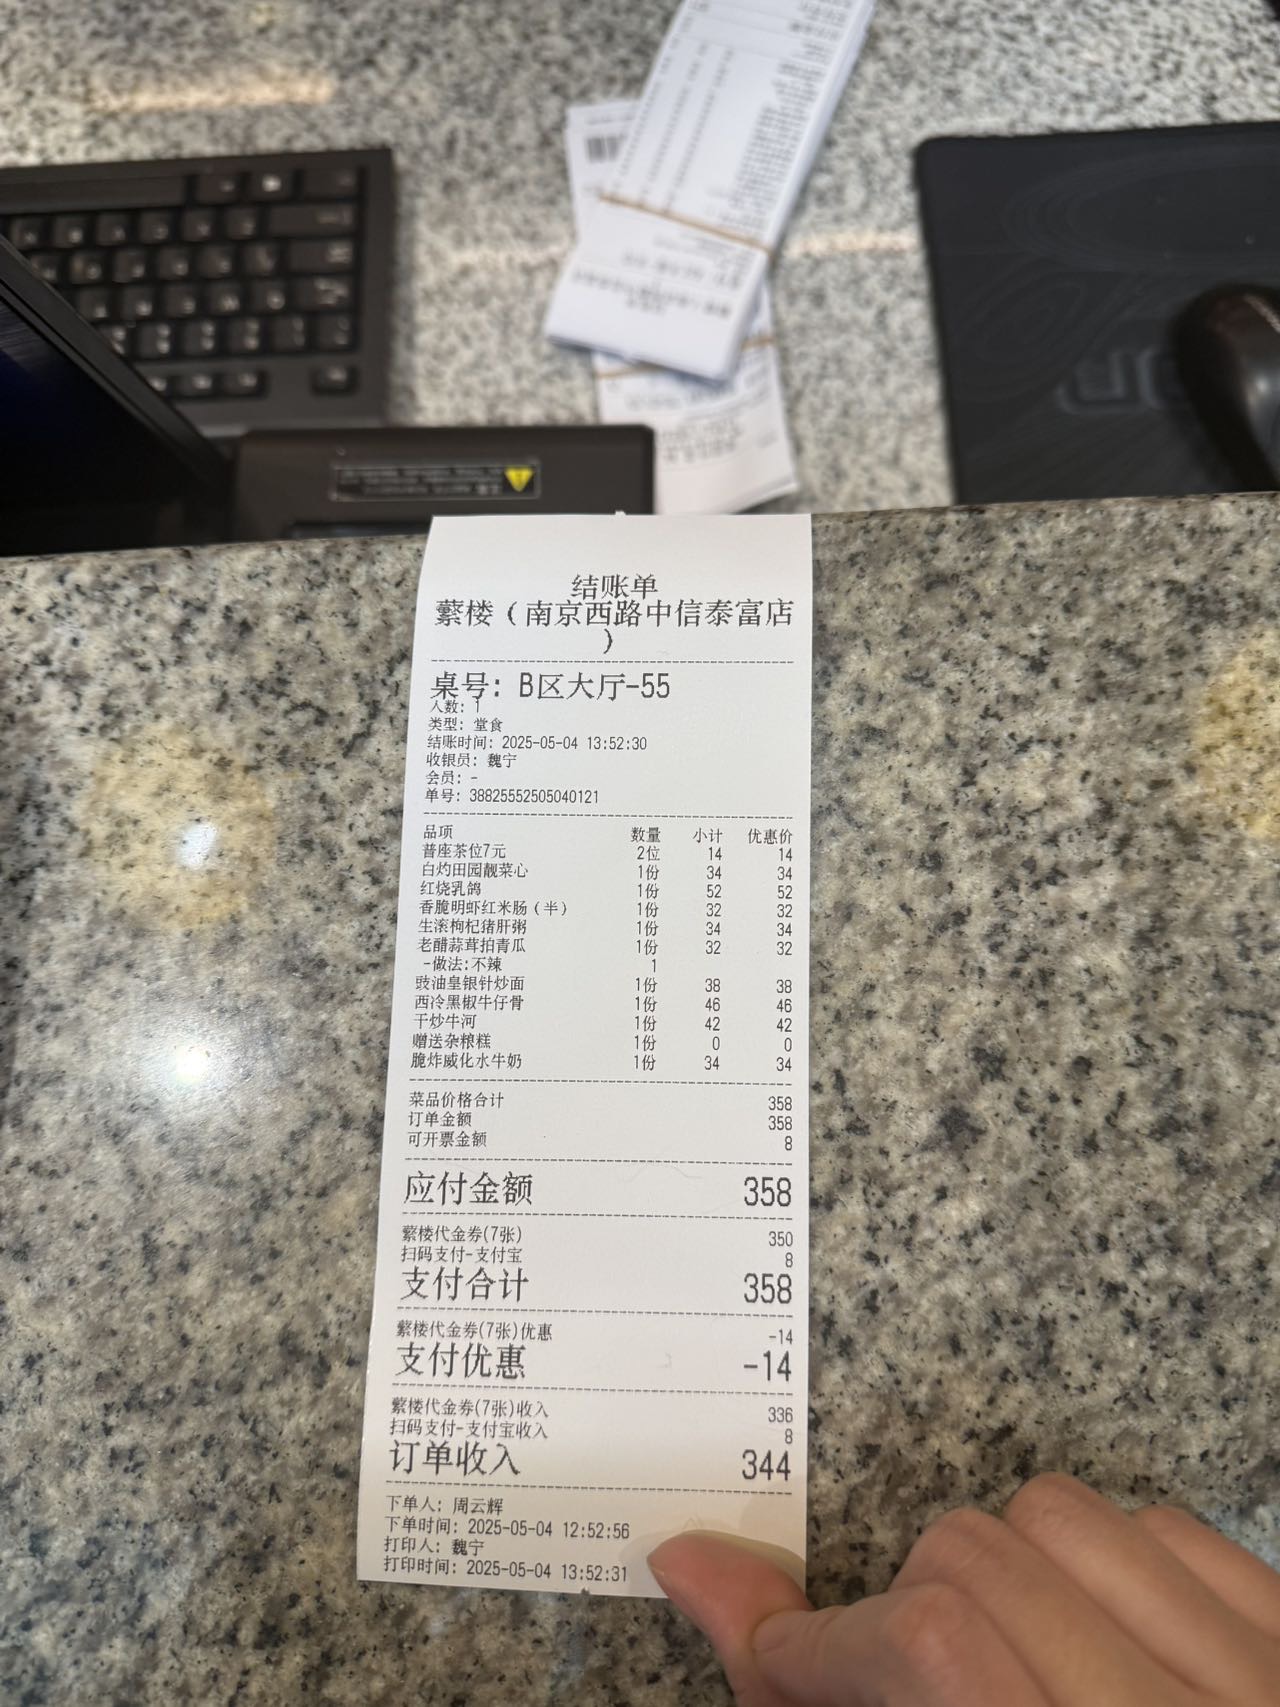 结账单
蘩楼（南京西路中信泰富店
）
桌号: B区大厅-55
人数: 1
类型: 堂食
结账时间: 2025-05-04 13:52:30
收银员: 魏宁
会员: -
单号: 38825552505040121
品项 数量 小计 优惠价
普座茶位7元 2位 14 14
白灼田园靓菜心 1份 34 34
红烧乳鸽 1份 52 52
香脆明虾红米肠（半） 1份 32 32
生滚枸杞猪肝粥 1份 34 34
老醋蒜茸拍青瓜 1份 32 32
-做法:不辣 1
豉油皇银针炒面 1份 38 38
西冷黑椒牛仔骨 1份 46 46
干炒牛河 1份 42 42
赠送杂粮糕 1份 0 0
脆炸威化水牛奶 1份 34 34
菜品价格合计 358
订单金额 358
可开票金额 8
应付金额 358
蘩楼代金券(7张) 350
扫码支付-支付宝 8
支付合计 358
蘩楼代金券(7张)优惠 -14
支付优惠 -14
蘩楼代金券(7张)收入 336
扫码支付-支付宝收入 8
订单收入 344
下单人: 周云辉
下单时间: 2025-05-04 12:52:56
打印人: 魏宁
打印时间: 2025-05-04 13:52:31